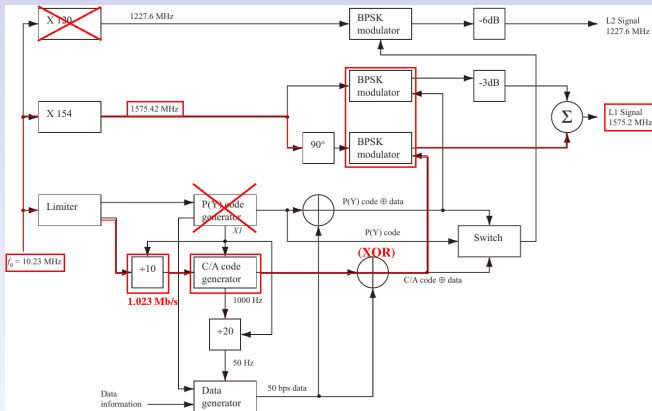 X 120
1227.6 MHz
BPSK
modulator
-6dB
L2 Signal
1227.6 MHz
BPSK
modulator
-3dB
X 154
1575.42 MHz
Σ
L1 Signal
1575.2 MHz
90°
BPSK
modulator
Limiter
P(Y) code
generator
X1
P(Y) code ⊕ data
P(Y) code
Switch
f₀ = 10.23 MHz
÷10
C/A code
generator
(XOR)
C/A code ⊕ data
1.023 Mb/s
1000 Hz
÷20
50 Hz
Data
information
Data
generator
50 bps data